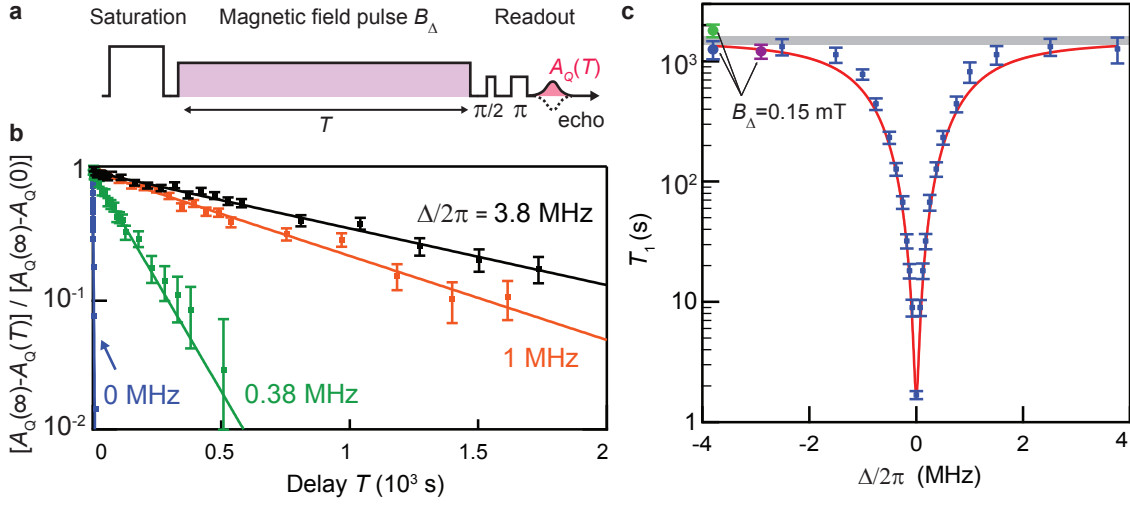 a
Saturation
Magnetic field pulse B_Δ
Readout
T
π/2
π
A_Q(T)
echo
b
[A_Q(∞)-A_Q(T)] / [A_Q(∞)-A_Q(0)]
1
10^-1
10^-2
Δ/2π = 3.8 MHz
1 MHz
0.38 MHz
0 MHz
0
0.5
1
1.5
2
Delay T (10^3 s)
c
T_1 (s)
10^3
10^2
10
1
B_Δ=0.15 mT
-4
-2
0
2
4
Δ/2π (MHz)